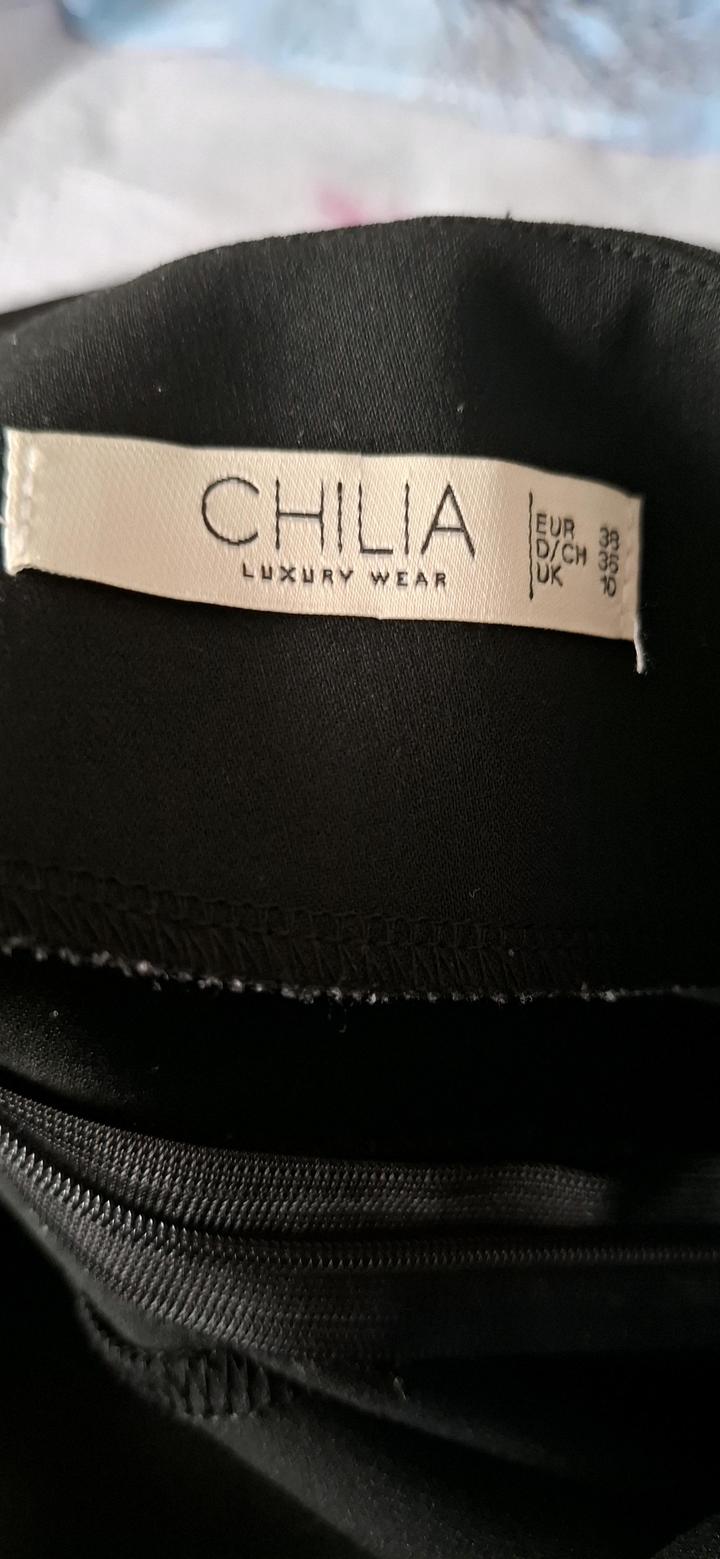 CHILIA
LUXURY WEAR
EUR 38
D/CH 36
UK 10